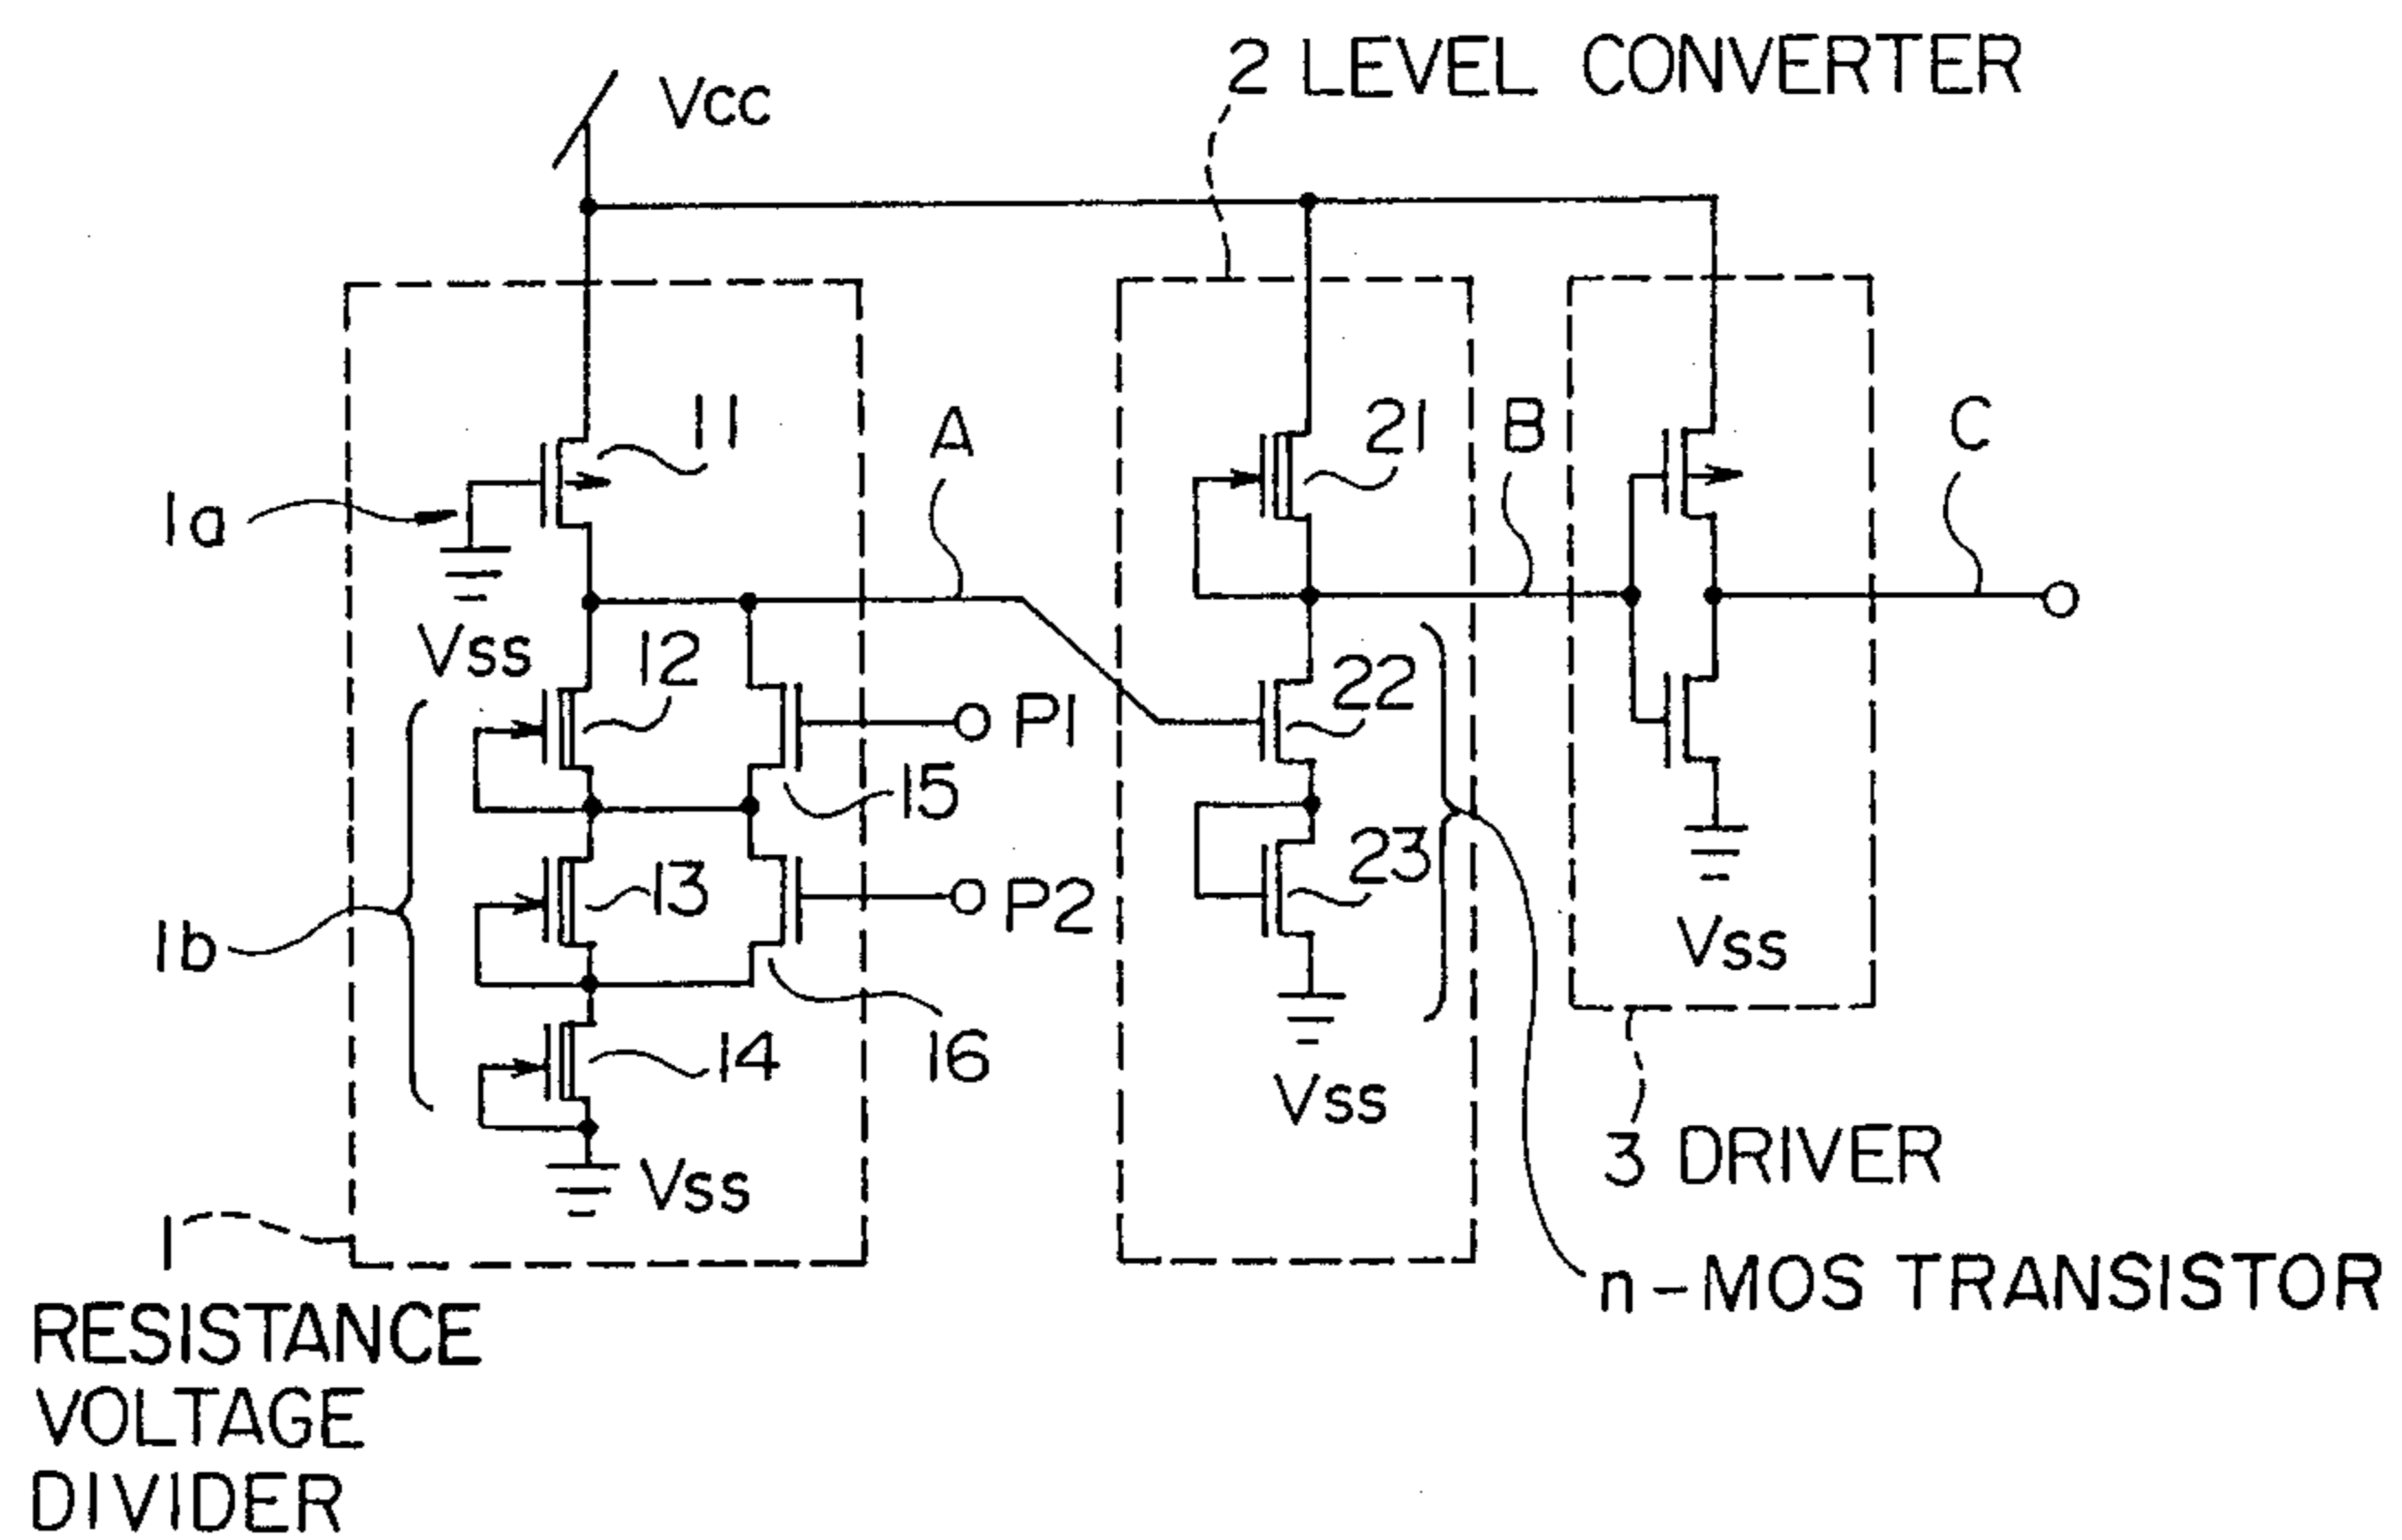 2 LEVEL CONVERTER
Vcc
11
A
21
B
C
1a
Vss
12
22
P1
15
23
13
P2
1b
Vss
14
16
Vss
3 DRIVER
Vss
1
n-MOS TRANSISTOR
RESISTANCE
VOLTAGE
DIVIDER